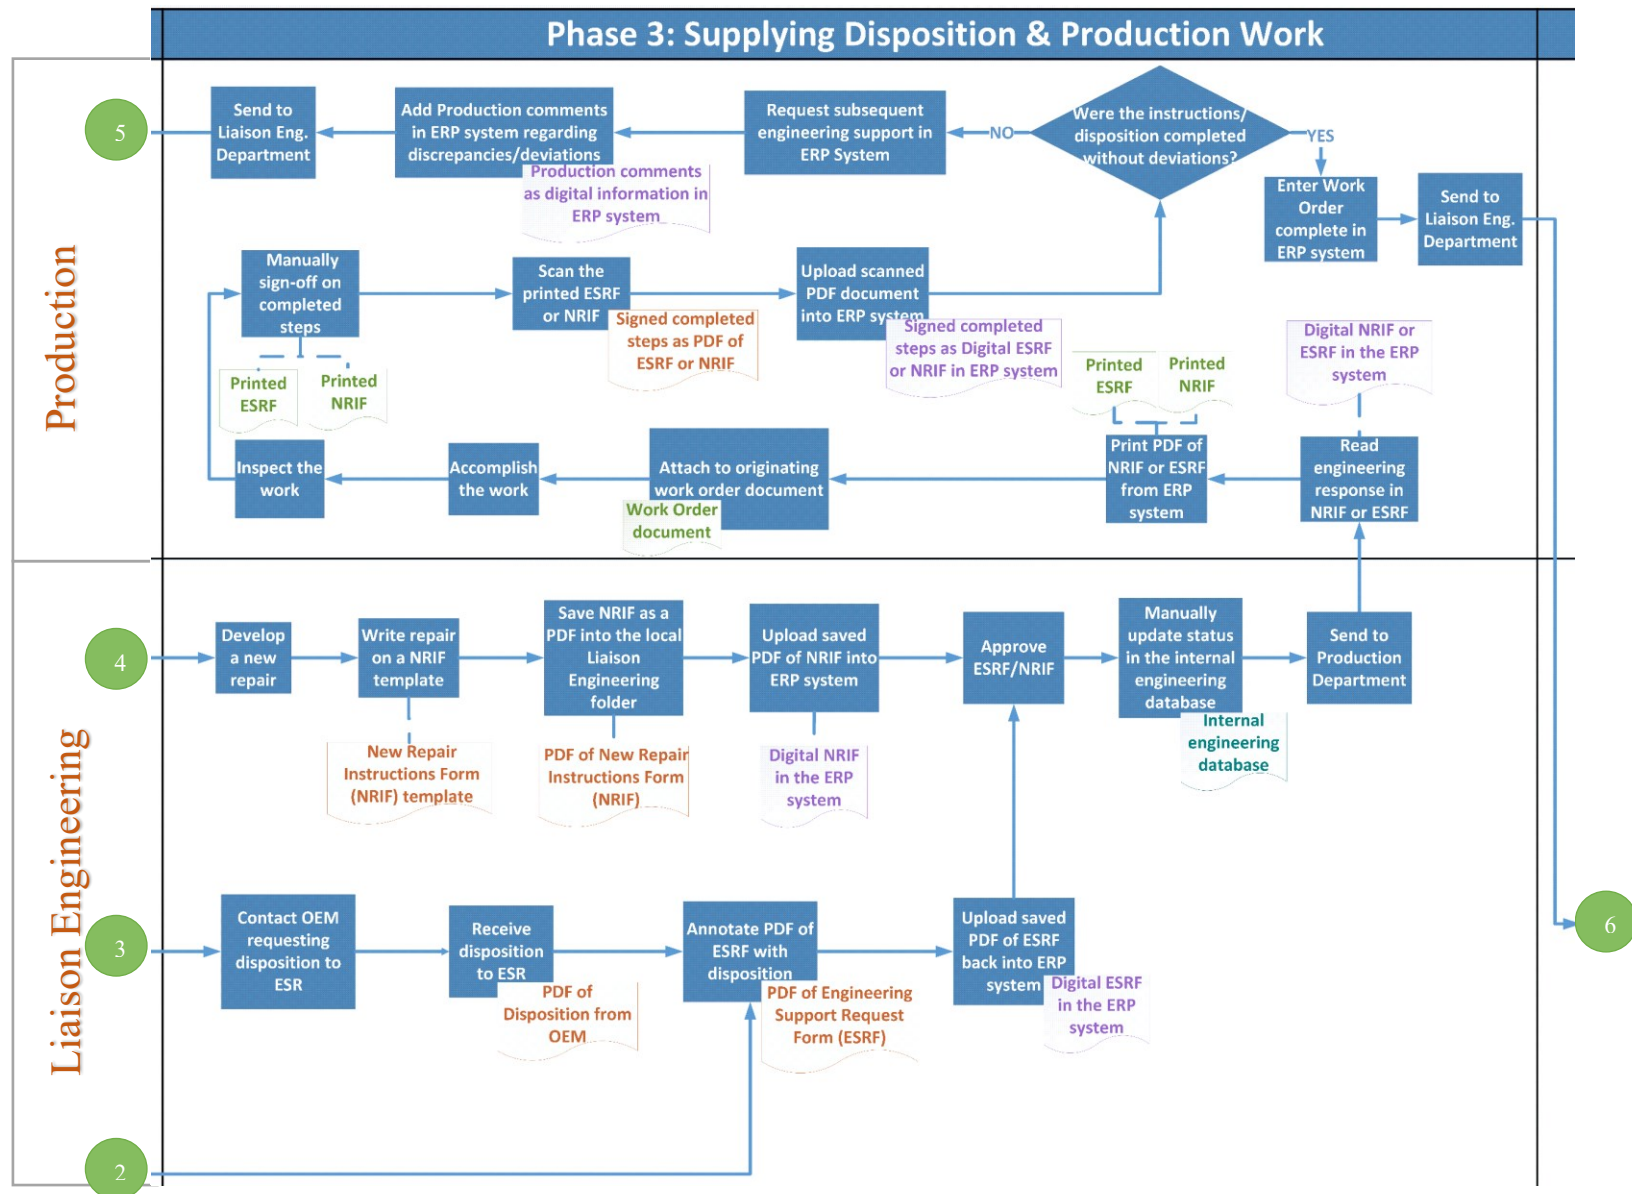 Phase 3: Supplying Disposition & Production Work
Production
5
Send to
Liaison Eng.
Department
Add Production comments
in ERP system regarding
discrepancies/deviations
Production comments
as digital information in
ERP system
Request subsequent
engineering support in
ERP System
NO
Were the instructions/
disposition completed
without deviations?
YES
Enter Work
Order
complete in
ERP system
Send to
Liaison Eng.
Department
Manually
sign-off on
completed
steps
Printed
ESRF
Printed
NRIF
Scan the
printed ESRF
or NRIF
Signed completed
steps as PDF of
ESRF or NRIF
Upload scanned
PDF document
into ERP system
Signed completed
steps as Digital ESRF
or NRIF in ERP system
Printed
ESRF
Printed
NRIF
Digital NRIF or
ESRF in the ERP
system
Inspect the
work
Accomplish
the work
Attach to originating
work order document
Work Order
document
Print PDF of
NRIF or ESRF
from ERP
system
Read
engineering
response in
NRIF or ESRF
Liaison Engineering
4
Develop
a new
repair
Write repair
on a NRIF
template
New Repair
Instructions Form
(NRIF) template
Save NRIF as a
PDF into the local
Liaison
Engineering
folder
PDF of New Repair
Instructions Form
(NRIF)
Upload saved
PDF of NRIF into
ERP system
Digital NRIF
in the ERP
system
Approve
ESRF/NRIF
Manually
update status
in the internal
engineering
database
Internal
engineering
database
Send to
Production
Department
3
Contact OEM
requesting
disposition to
ESR
Receive
disposition
to ESR
PDF of
Disposition from
OEM
Annotate PDF of
ESRF with
disposition
PDF of Engineering
Support Request
Form (ESRF)
Upload saved
PDF of ESRF
back into ERP
system
Digital ESRF
in the ERP
system
6
2